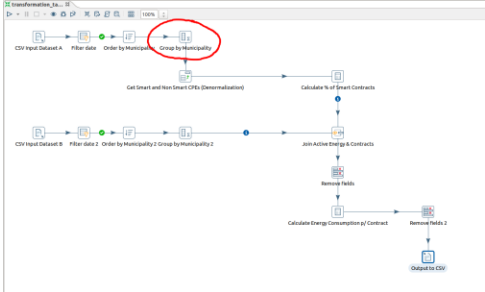 transformation_ta...
100%
CSV Input Dataset A
Filter date
Order by Municipality
Group by Municipality
Get Smart and Non Smart CPEs (Denormalisation)
Calculate % of Smart Contracts
CSV Input Dataset B
Filter date 2
Order by Municipality 2
Group by Municipality 2
Join Active Energy & Contracts
Remove fields
Calculate Energy Consumption p/ Contract
Remove fields 2
Output to CSV